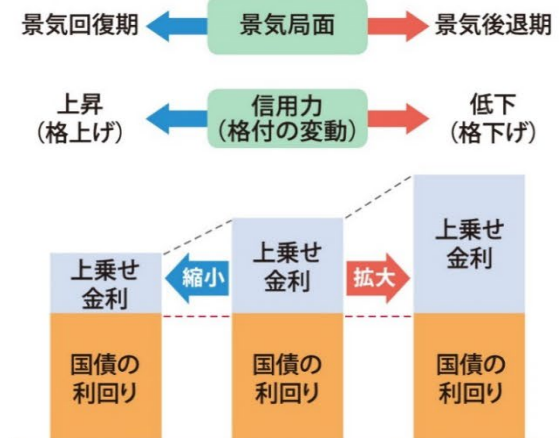 景気回復期
景気局面
景気後退期
上昇
(格上げ)
信用力
(格付の変動)
低下
(格下げ)
上乗せ
金利
縮小
上乗せ
金利
拡大
上乗せ
金利
国債の
利回り
国債の
利回り
国債の
利回り